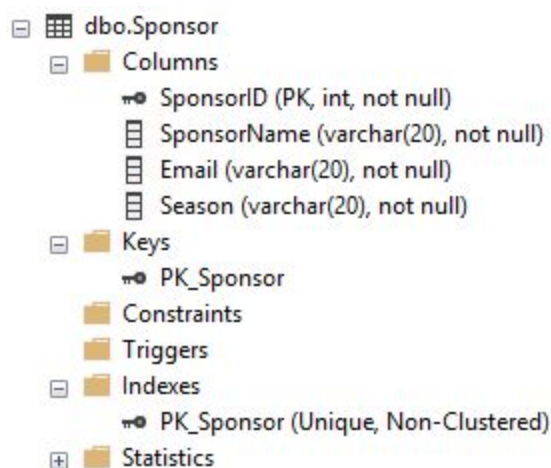 dbo.Sponsor
Columns
SponsorID (PK, int, not null)
SponsorName (varchar(20), not null)
Email (varchar(20), not null)
Season (varchar(20), not null)
Keys
PK_Sponsor
Constraints
Triggers
Indexes
PK_Sponsor (Unique, Non-Clustered)
Statistics